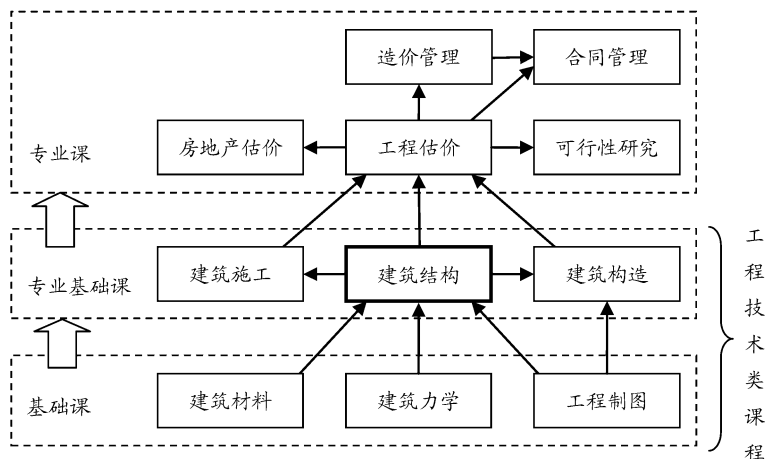 造价管理
合同管理
专业课
房地产估价
工程估价
可行性研究
专业基础课
建筑施工
建筑结构
建筑构造
基础课
建筑材料
建筑力学
工程制图
工程技术类课程